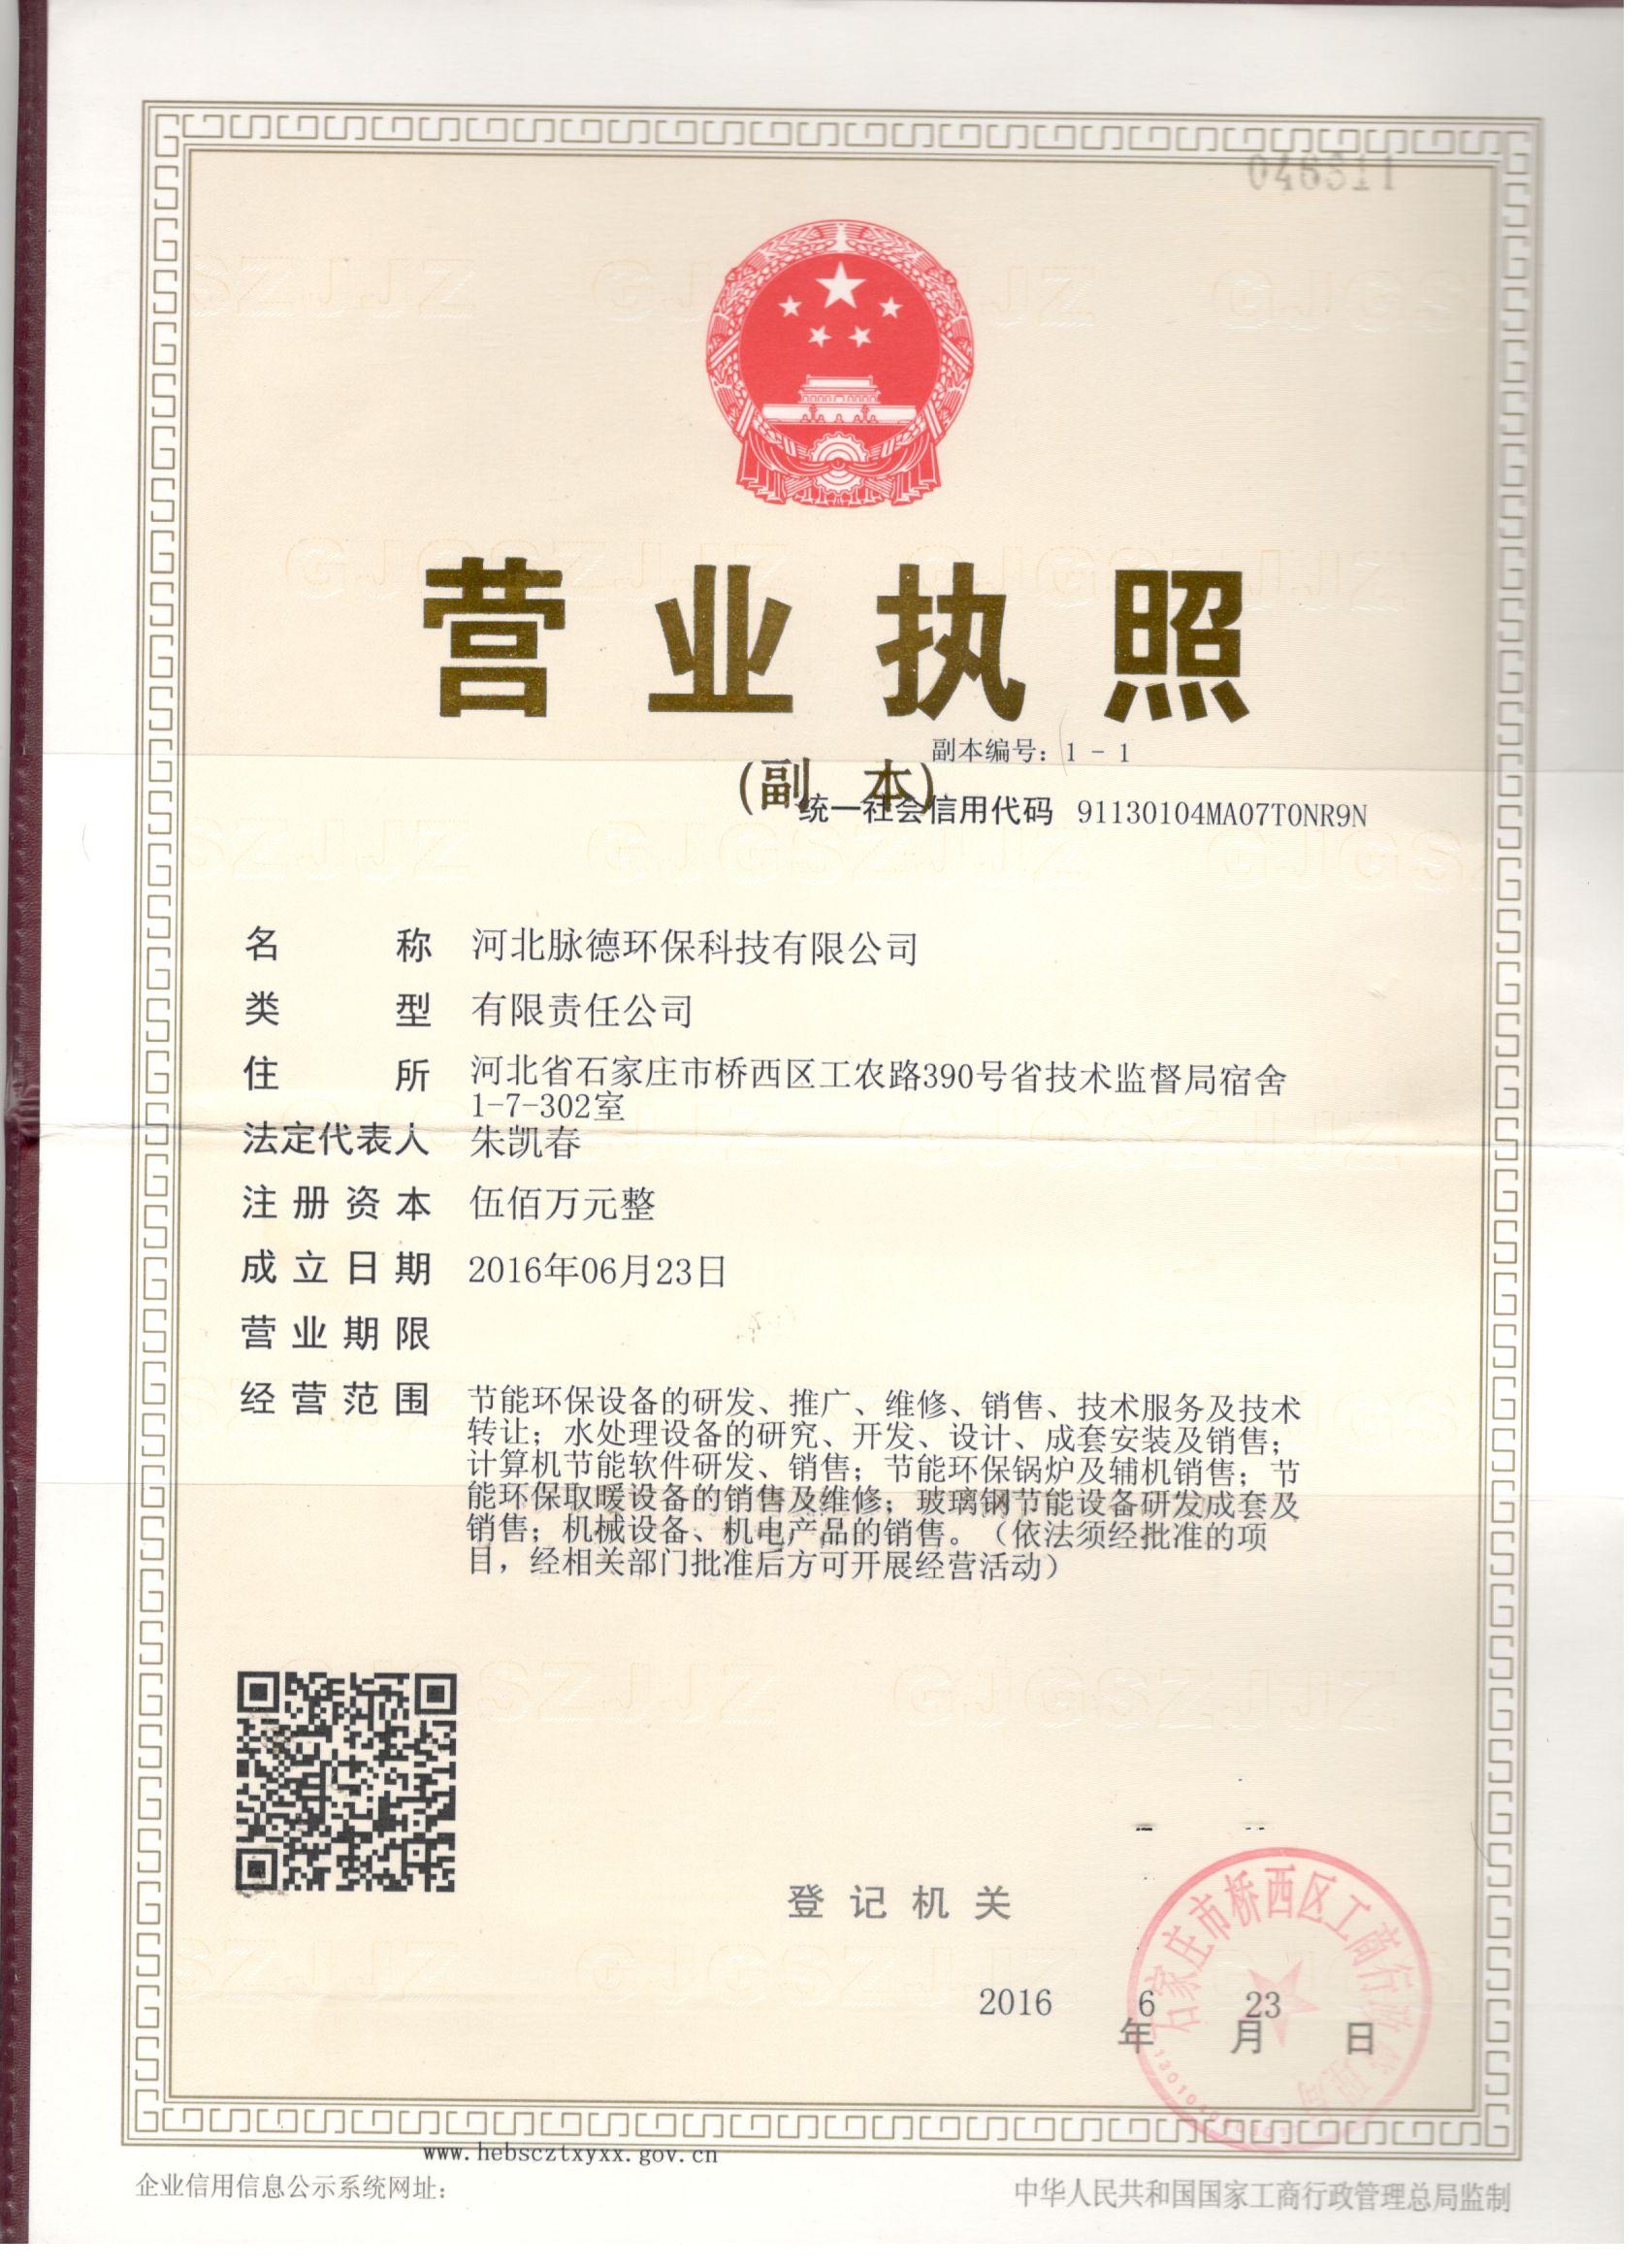 046311
营业执照
副本编号：1-1
(副本)
统一社会信用代码 91130104MA07T0NR9N
名称 河北脉德环保科技有限公司
类型 有限责任公司
住所 河北省石家庄市桥西区工农路390号省技术监督局宿舍
1-7-302室
法定代表人 朱凯春
注册资本 伍佰万元整
成立日期 2016年06月23日
营业期限
经营范围 节能环保设备的研发、推广、维修、销售、技术服务及技术
转让；水处理设备的研究、开发、设计、成套安装及销售；
计算机节能软件研发、销售；节能环保锅炉及辅机销售；节
能环保取暖设备的销售及维修；玻璃钢节能设备研发成套及
销售；机械设备、机电产品的销售。（依法须经批准的项
目，经相关部门批准后方可开展经营活动）
登记机关
石家庄市桥西区工商行政管理局
2016 6 23
年 月 日
www.hebscztxyxx.gov.cn
企业信用信息公示系统网址：
中华人民共和国国家工商行政管理总局监制